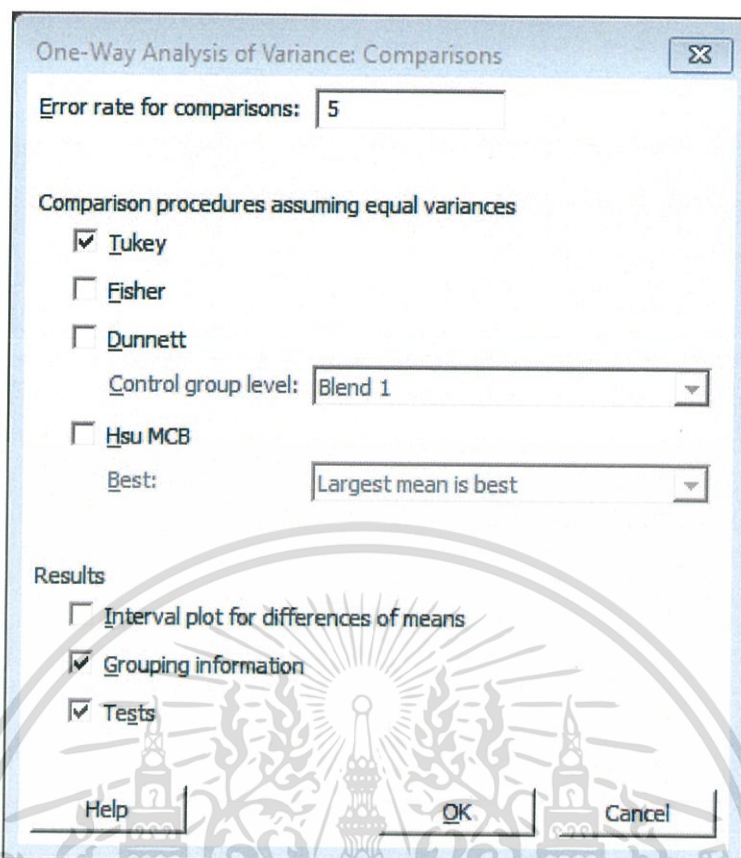 One-Way Analysis of Variance: Comparisons
Error rate for comparisons: 5
Comparison procedures assuming equal variances
Tukey
Fisher
Dunnett
Control group level: Blend 1
Hsu MCB
Best: Largest mean is best
Results
Interval plot for differences of means
Grouping information
Tests
Help OK Cancel